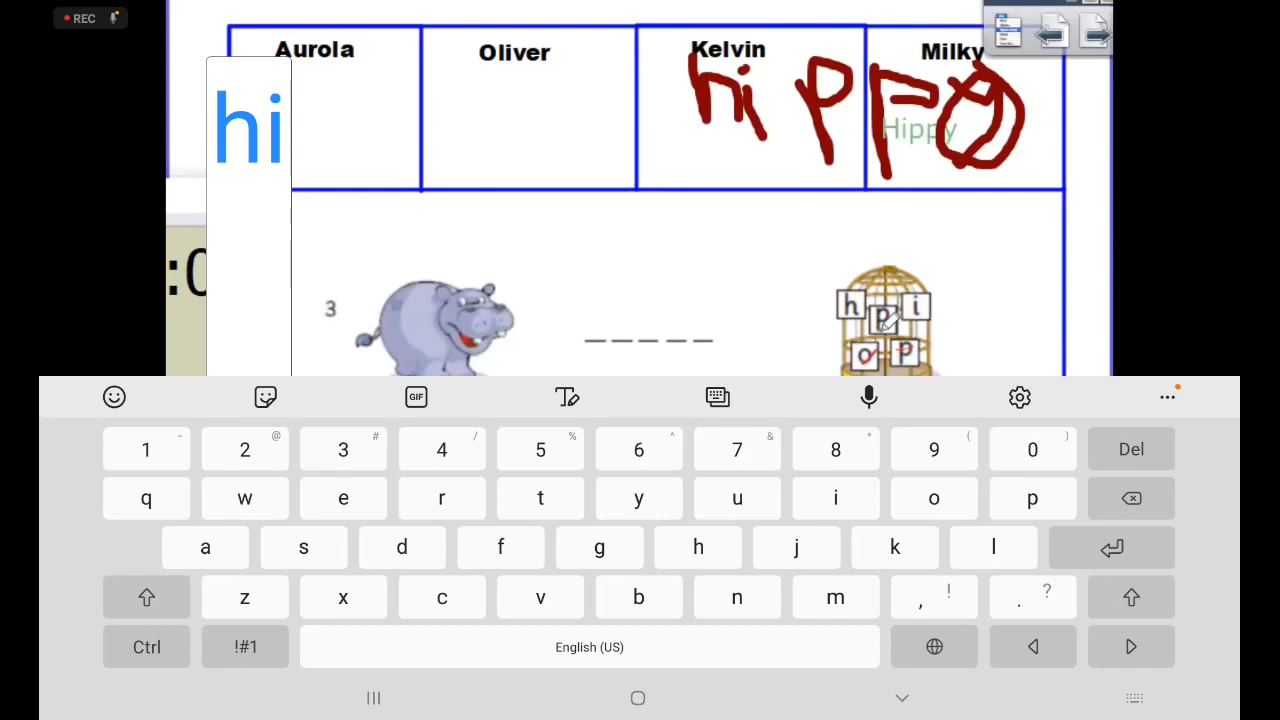 REC
Aurola Oliver Kelvin Milky
hi
hi PPO
Hippy
:0
3
_ _ _ _ _
h p i
o p
GIF
1 - 2 @ 3 # 4 / 5 % 6 ^ 7 & 8 * 9 ( 0 ) Del
q w e r t y u i o p
a s d f g h j k l
z x c v b n m , ! . ?
Ctrl !#1 English (US)